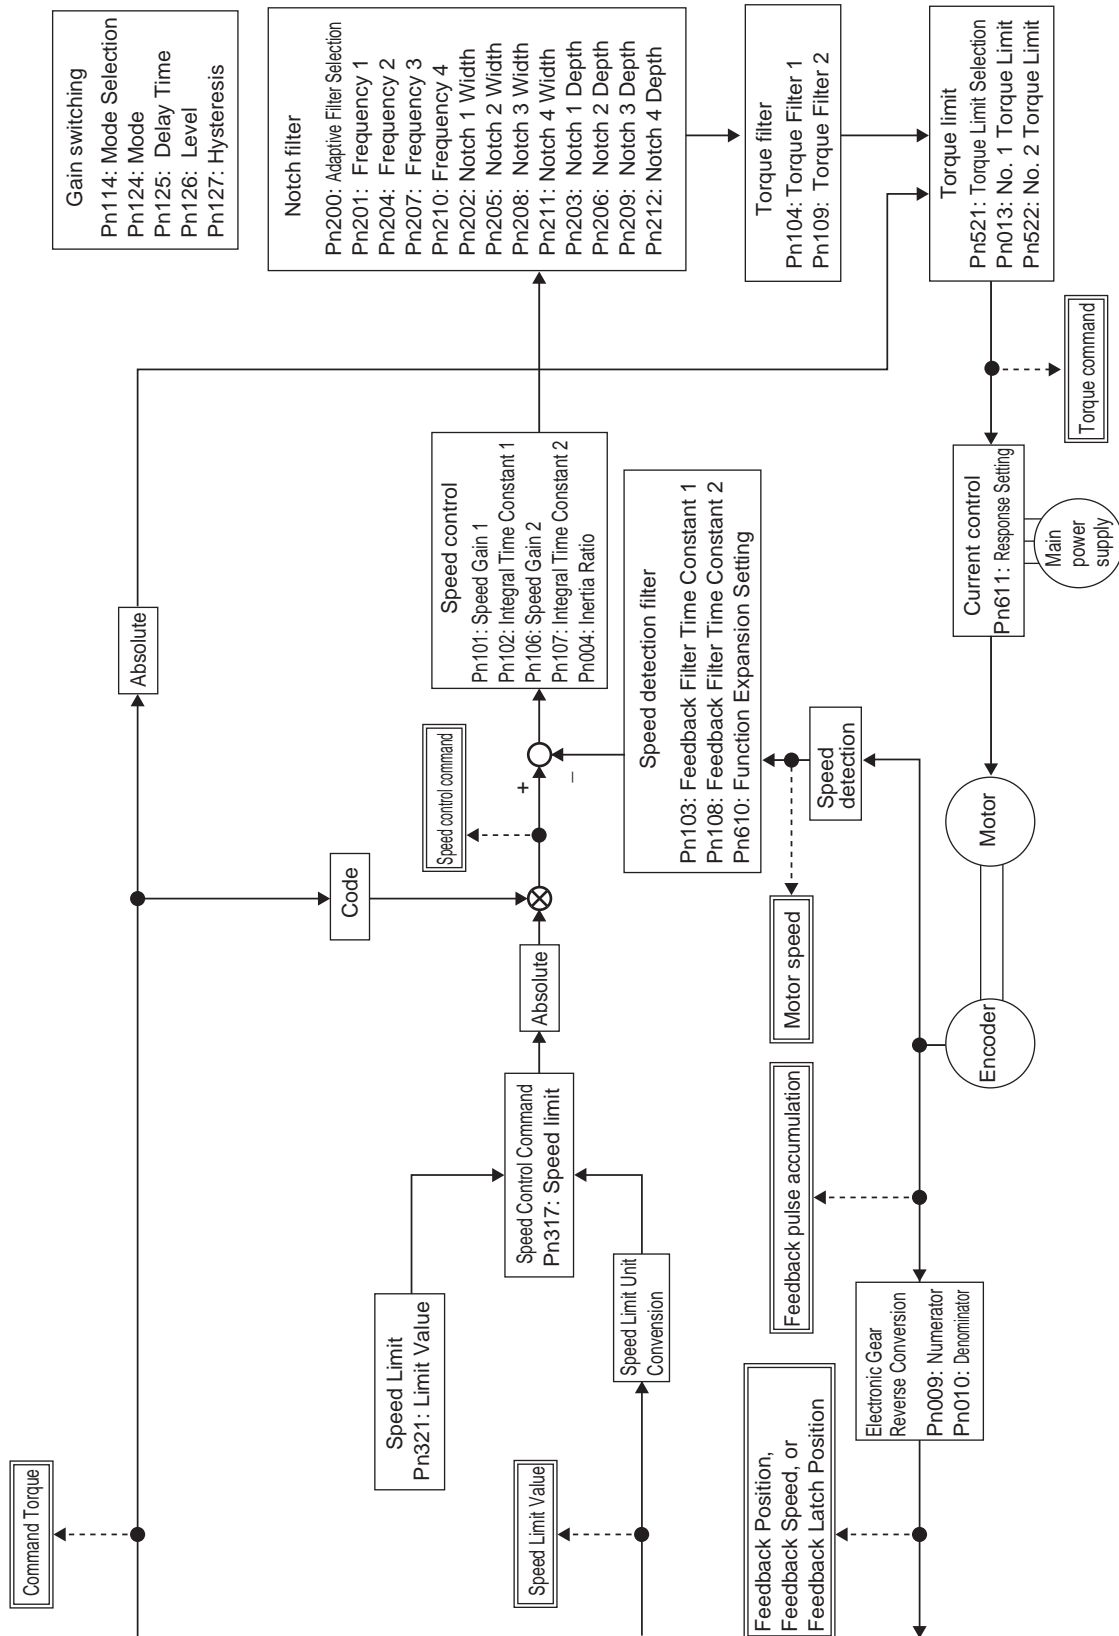 Command Torque
Absolute
Gain switching
Pn114: Mode Selection
Pn124: Mode
Pn125: Delay Time
Pn126: Level
Pn127: Hysteresis
Code
Speed Limit
Pn321: Limit Value
Speed Control Command
Pn317: Speed limit
Absolute
Speed control command
+
–
Speed control
Pn101: Speed Gain 1
Pn102: Integral Time Constant 1
Pn106: Speed Gain 2
Pn107: Integral Time Constant 2
Pn004: Inertia Ratio
Notch filter
Pn200: Adaptive Filter Selection
Pn201: Frequency 1
Pn204: Frequency 2
Pn207: Frequency 3
Pn210: Frequency 4
Pn202: Notch 1 Width
Pn205: Notch 2 Width
Pn208: Notch 3 Width
Pn211: Notch 4 Width
Pn203: Notch 1 Depth
Pn206: Notch 2 Depth
Pn209: Notch 3 Depth
Pn212: Notch 4 Depth
Speed Limit Value
Speed Limit Unit
Convension
Speed detection filter
Pn103: Feedback Filter Time Constant 1
Pn108: Feedback Filter Time Constant 2
Pn610: Function Expansion Setting
Torque filter
Pn104: Torque Filter 1
Pn109: Torque Filter 2
Feedback Position,
Feedback Speed, or
Feedback Latch Position
Feedback pulse accumulation
Motor speed
Speed
detection
Electronic Gear
Reverse Conversion
Pn009: Numerator
Pn010: Denominator
Torque limit
Pn521: Torque Limit Selection
Pn013: No. 1 Torque Limit
Pn522: No. 2 Torque Limit
Encoder
Motor
Current control
Pn611: Response Setting
Main
power
supply
Torque command